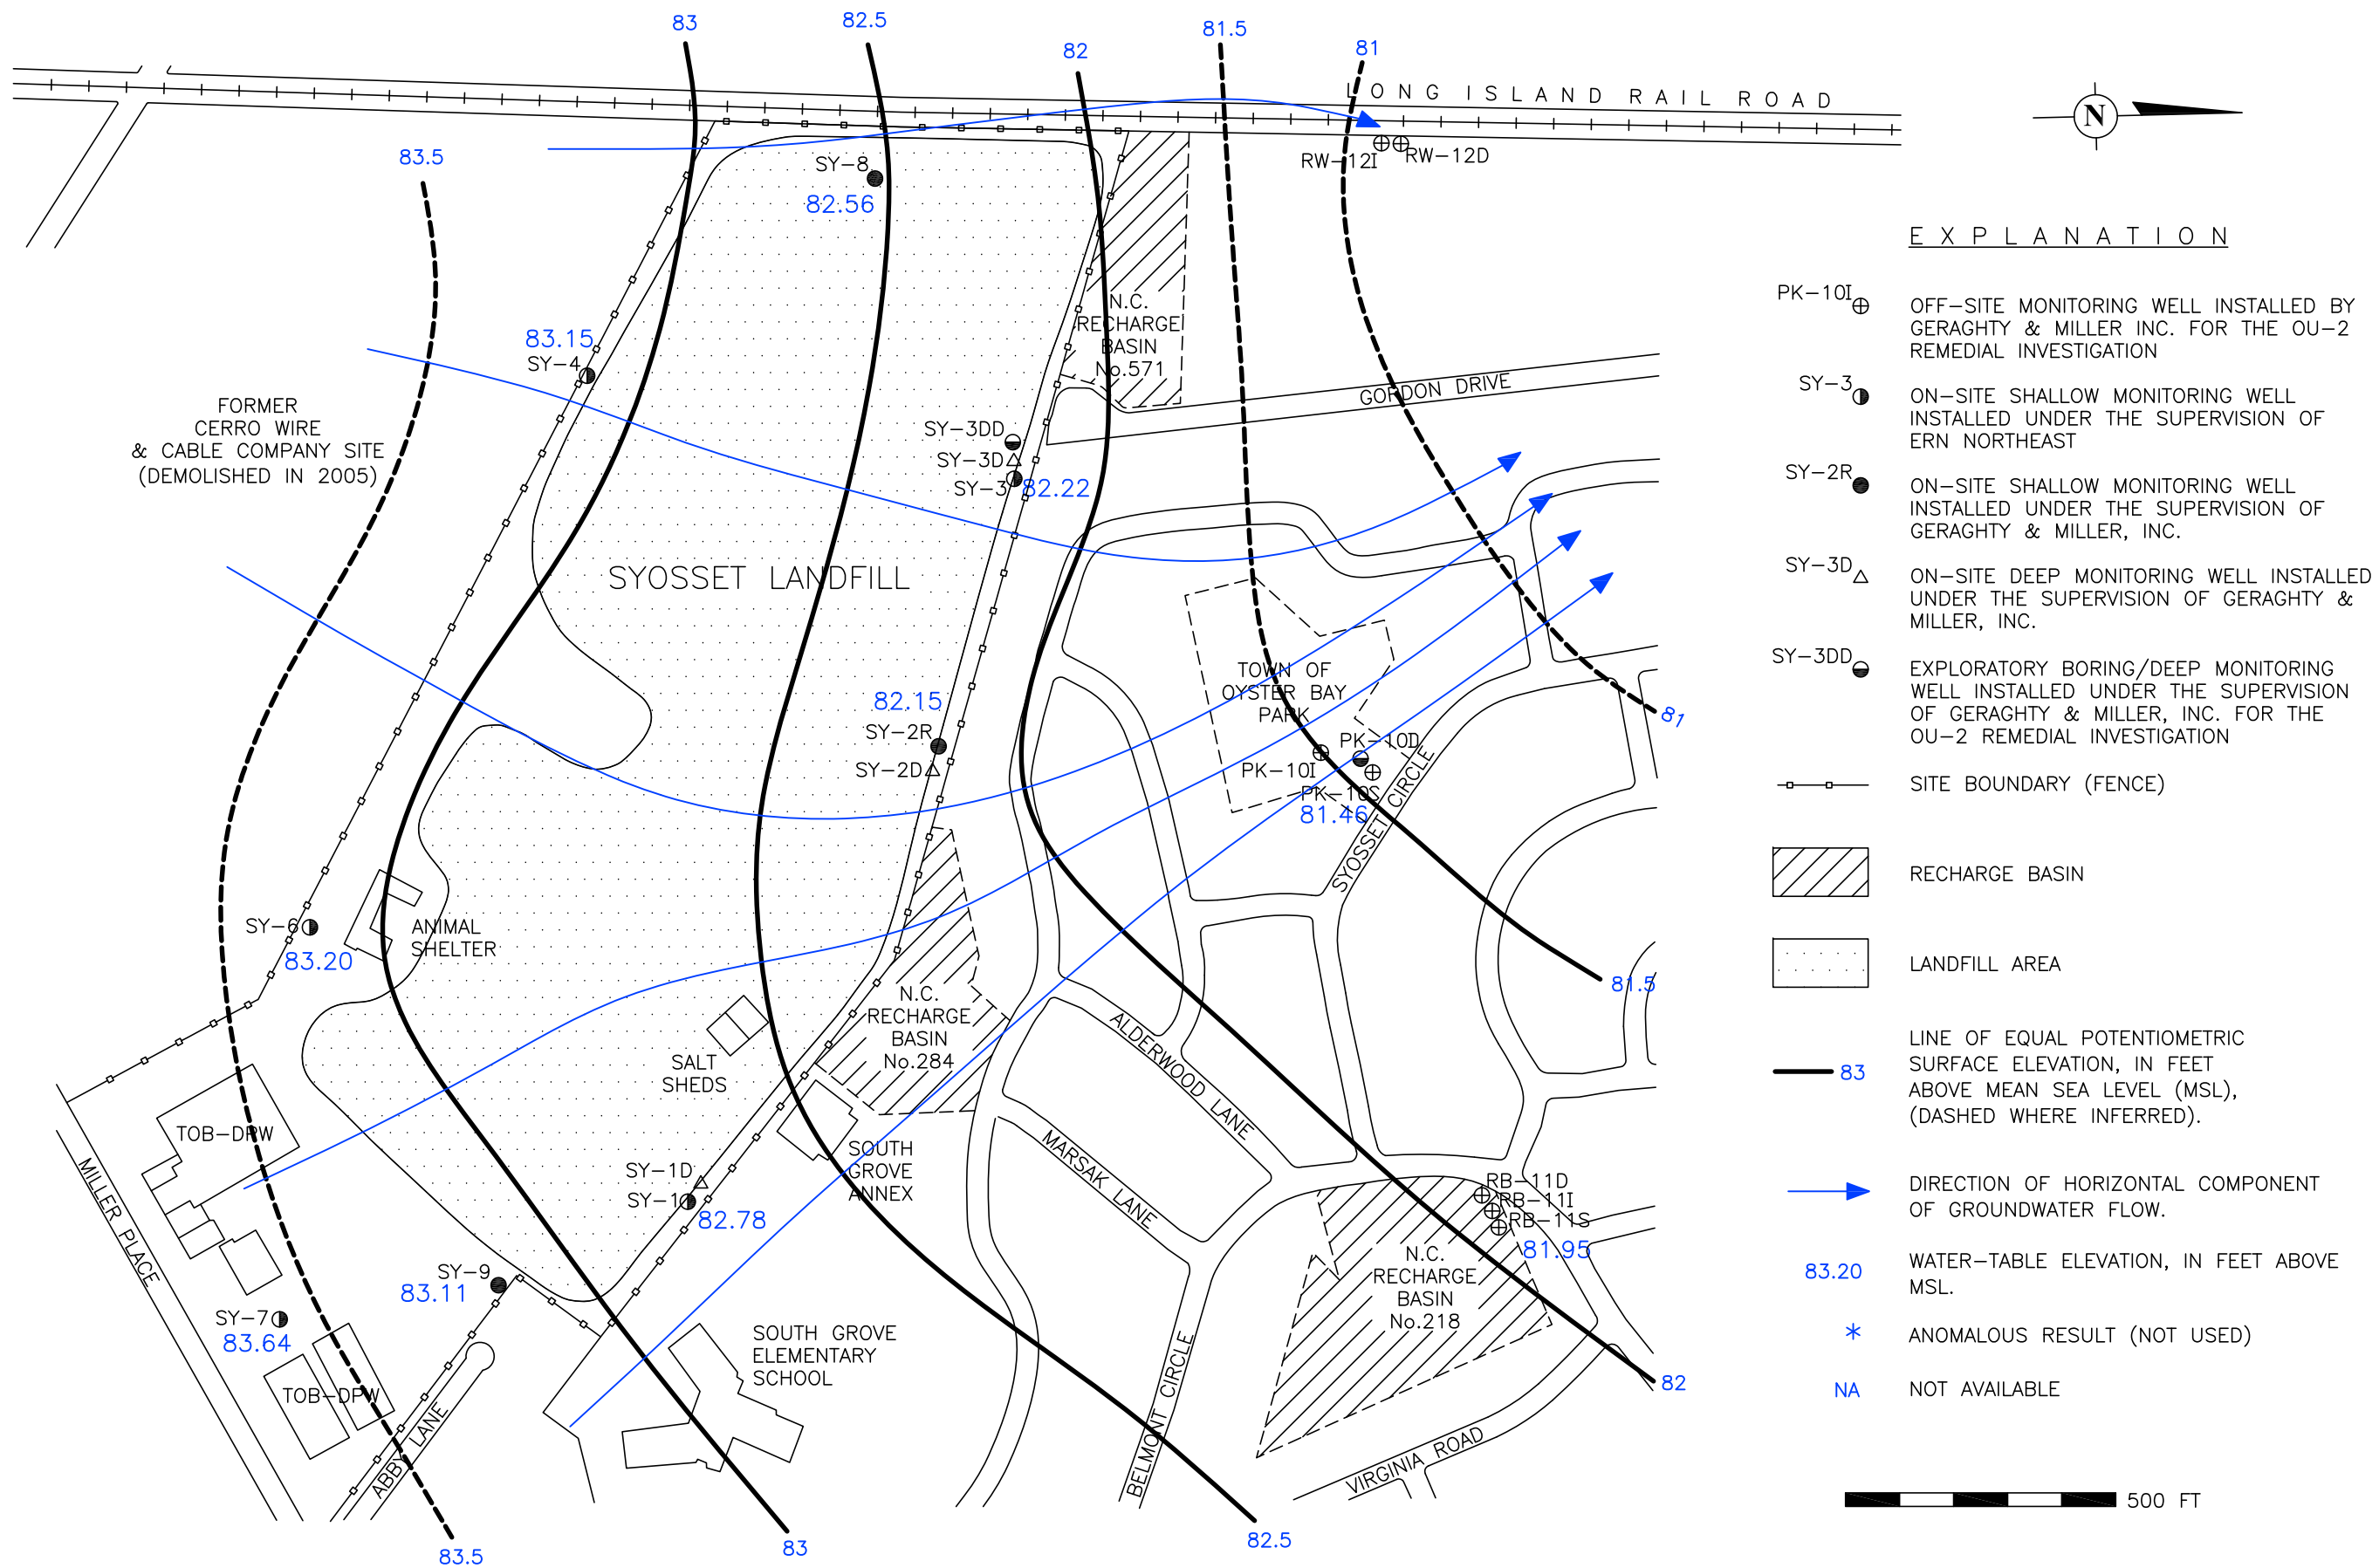 83
82.5
82
81.5
81
LONG ISLAND RAIL ROAD
N
83.5
SY-8
82.56
RW-12I
RW-12D
83.15
SY-4
N.C.
RECHARGE
BASIN
No.571
GORDON DRIVE
FORMER
CERRO WIRE
& CABLE COMPANY SITE
(DEMOLISHED IN 2005)
SY-3DD
SY-3D
SY-3
82.22
SYOSSET LANDFILL
TOWN OF
OYSTER BAY
PARK
82.15
SY-2R
SY-2D
81
PK-10D
PK-10I
PK-10S
81.46
SYOSSET CIRCLE
SY-6
83.20
ANIMAL
SHELTER
81.5
N.C.
RECHARGE
BASIN
No.284
SALT
SHEDS
ALDERWOOD LANE
TOB-DPW
MARSAK LANE
SOUTH
GROVE
ANNEX
MILLER PLACE
SY-1D
SY-1
82.78
RB-11D
RB-11I
RB-11S
81.95
N.C.
RECHARGE
BASIN
No.218
SY-9
83.11
SY-7
83.64
SOUTH GROVE
ELEMENTARY
SCHOOL
TOB-DPW
ABBY LANE
BELMONT CIRCLE
VIRGINIA ROAD
82
83.5
83
82.5
EXPLANATION
PK-10I
OFF-SITE MONITORING WELL INSTALLED BY
GERAGHTY & MILLER INC. FOR THE OU-2
REMEDIAL INVESTIGATION
SY-3
ON-SITE SHALLOW MONITORING WELL
INSTALLED UNDER THE SUPERVISION OF
ERN NORTHEAST
SY-2R
ON-SITE SHALLOW MONITORING WELL
INSTALLED UNDER THE SUPERVISION OF
GERAGHTY & MILLER, INC.
SY-3D
ON-SITE DEEP MONITORING WELL INSTALLED
UNDER THE SUPERVISION OF GERAGHTY &
MILLER, INC.
SY-3DD
EXPLORATORY BORING/DEEP MONITORING
WELL INSTALLED UNDER THE SUPERVISION
OF GERAGHTY & MILLER, INC. FOR THE
OU-2 REMEDIAL INVESTIGATION
SITE BOUNDARY (FENCE)
RECHARGE BASIN
LANDFILL AREA
83
LINE OF EQUAL POTENTIOMETRIC
SURFACE ELEVATION, IN FEET
ABOVE MEAN SEA LEVEL (MSL),
(DASHED WHERE INFERRED).
DIRECTION OF HORIZONTAL COMPONENT
OF GROUNDWATER FLOW.
83.20
WATER-TABLE ELEVATION, IN FEET ABOVE
MSL.
* ANOMALOUS RESULT (NOT USED)
NA NOT AVAILABLE
500 FT